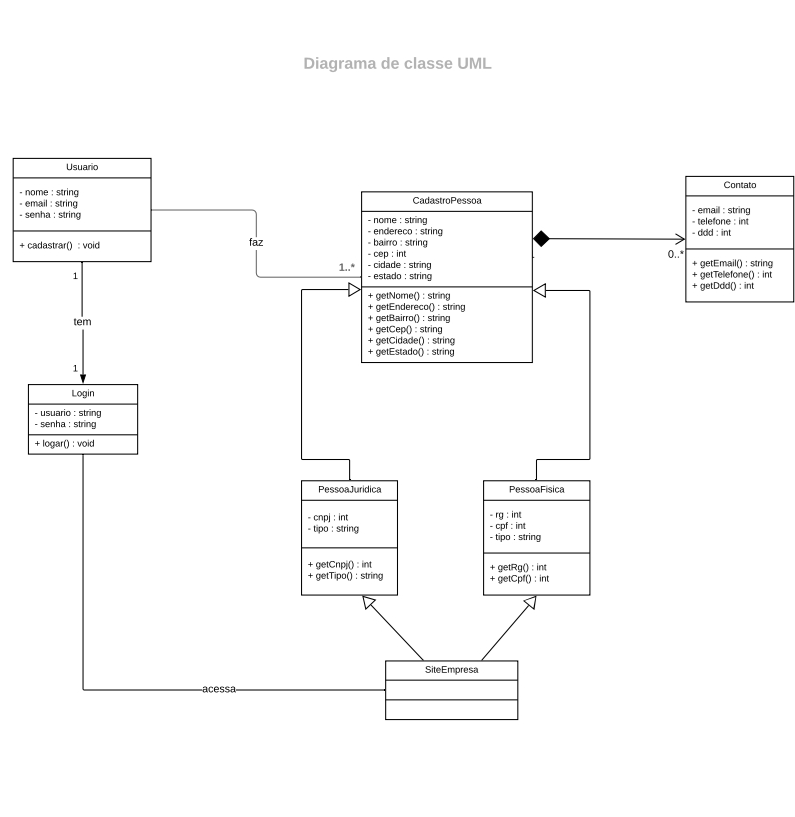 Diagrama de classe UML
Usuario
- nome : string
- email : string
- senha : string
+ cadastrar()  : void
faz
1..*
CadastroPessoa
- nome : string
- endereco : string
- bairro : string
- cep : int
- cidade : string
- estado : string
+ getNome() : string
+ getEndereco() : string
+ getBairro() : string
+ getCep() : string
+ getCidade() : string
+ getEstado() : string
0..*
Contato
- email : string
- telefone : int
- ddd : int
+ getEmail() : string
+ getTelefone() : int
+ getDdd() : int
1
tem
1
Login
- usuario : string
- senha : string
+ logar() : void
PessoaJuridica
- cnpj : int
- tipo : string
+ getCnpj() : int
+ getTipo() : string
PessoaFisica
- rg : int
- cpf : int
- tipo : string
+ getRg() : int
+ getCpf() : int
SiteEmpresa
acessa